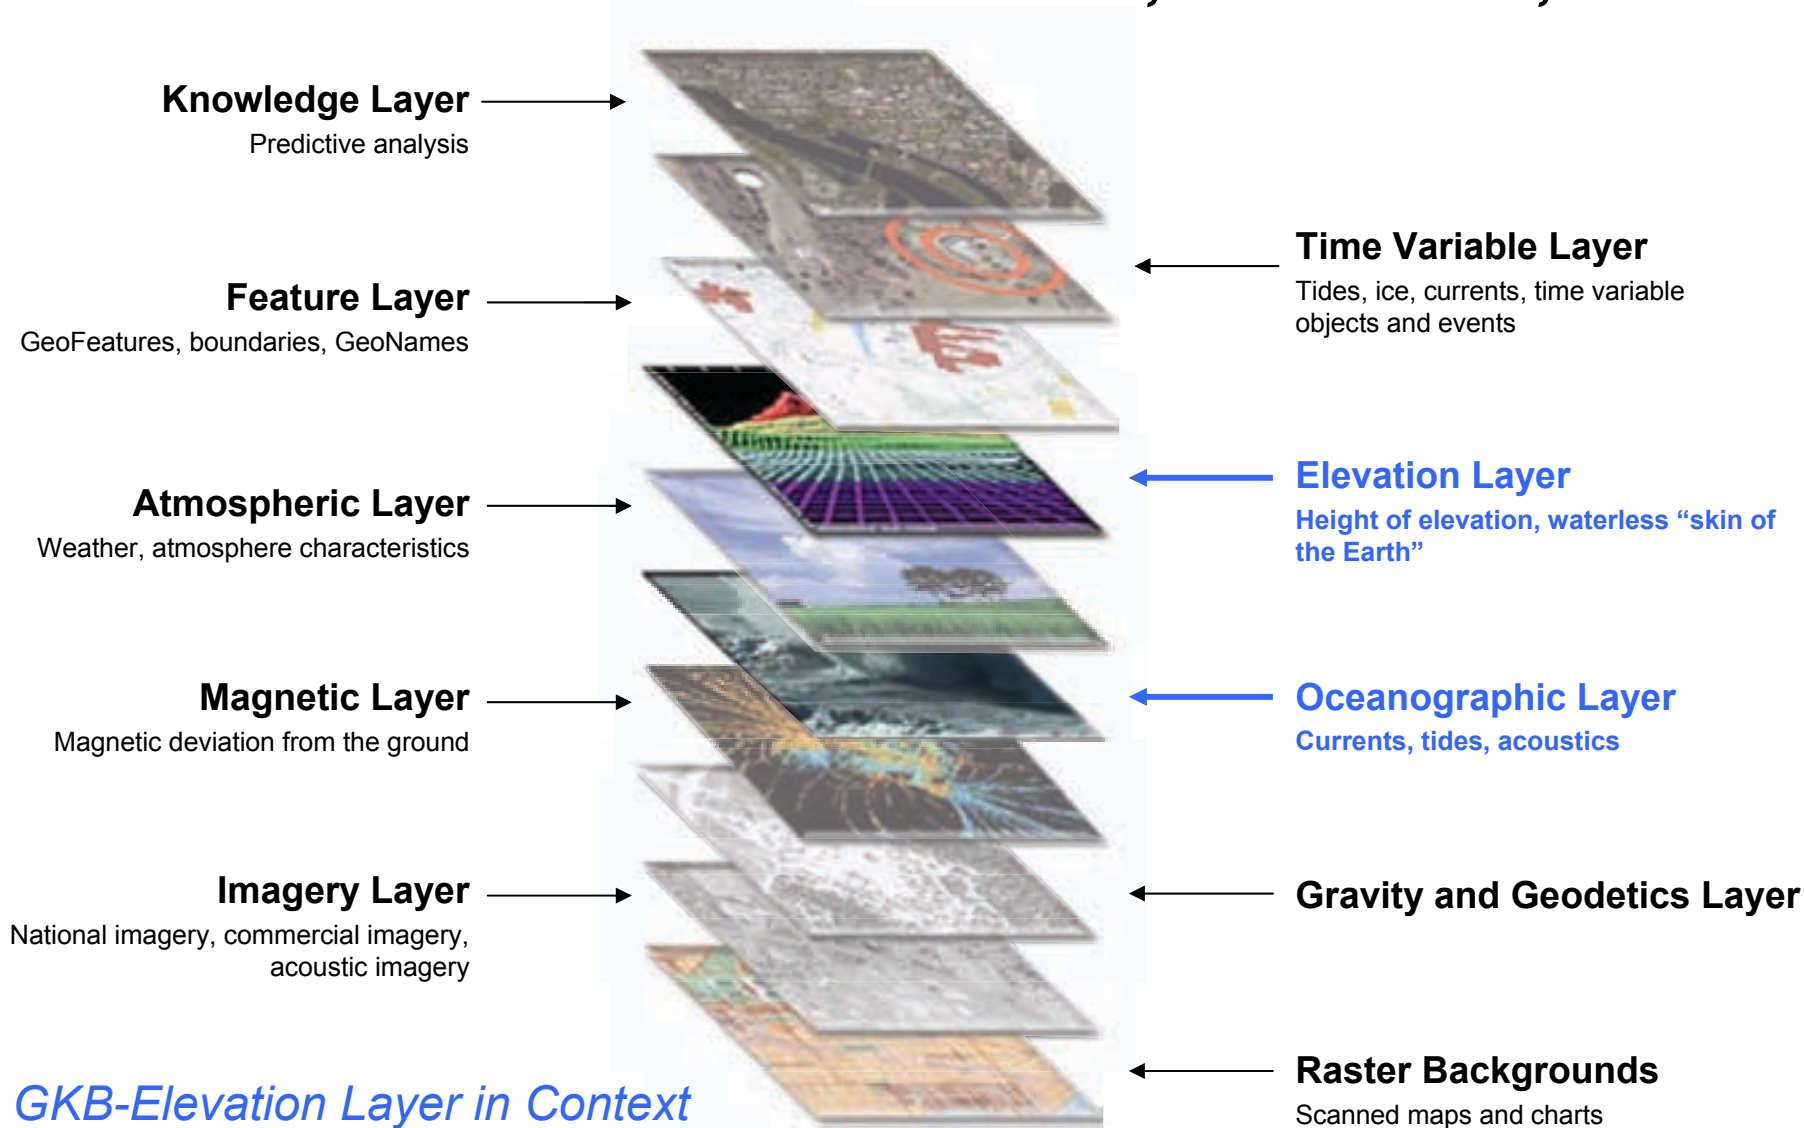 Knowledge Layer
Predictive analysis
Time Variable Layer
Tides, ice, currents, time variable
objects and events
Feature Layer
GeoFeatures, boundaries, GeoNames
Elevation Layer
Height of elevation, waterless “skin of
the Earth”
Atmospheric Layer
Weather, atmosphere characteristics
Oceanographic Layer
Currents, tides, acoustics
Magnetic Layer
Magnetic deviation from the ground
Gravity and Geodetics Layer
Imagery Layer
National imagery, commercial imagery,
acoustic imagery
Raster Backgrounds
Scanned maps and charts
GKB-Elevation Layer in Context